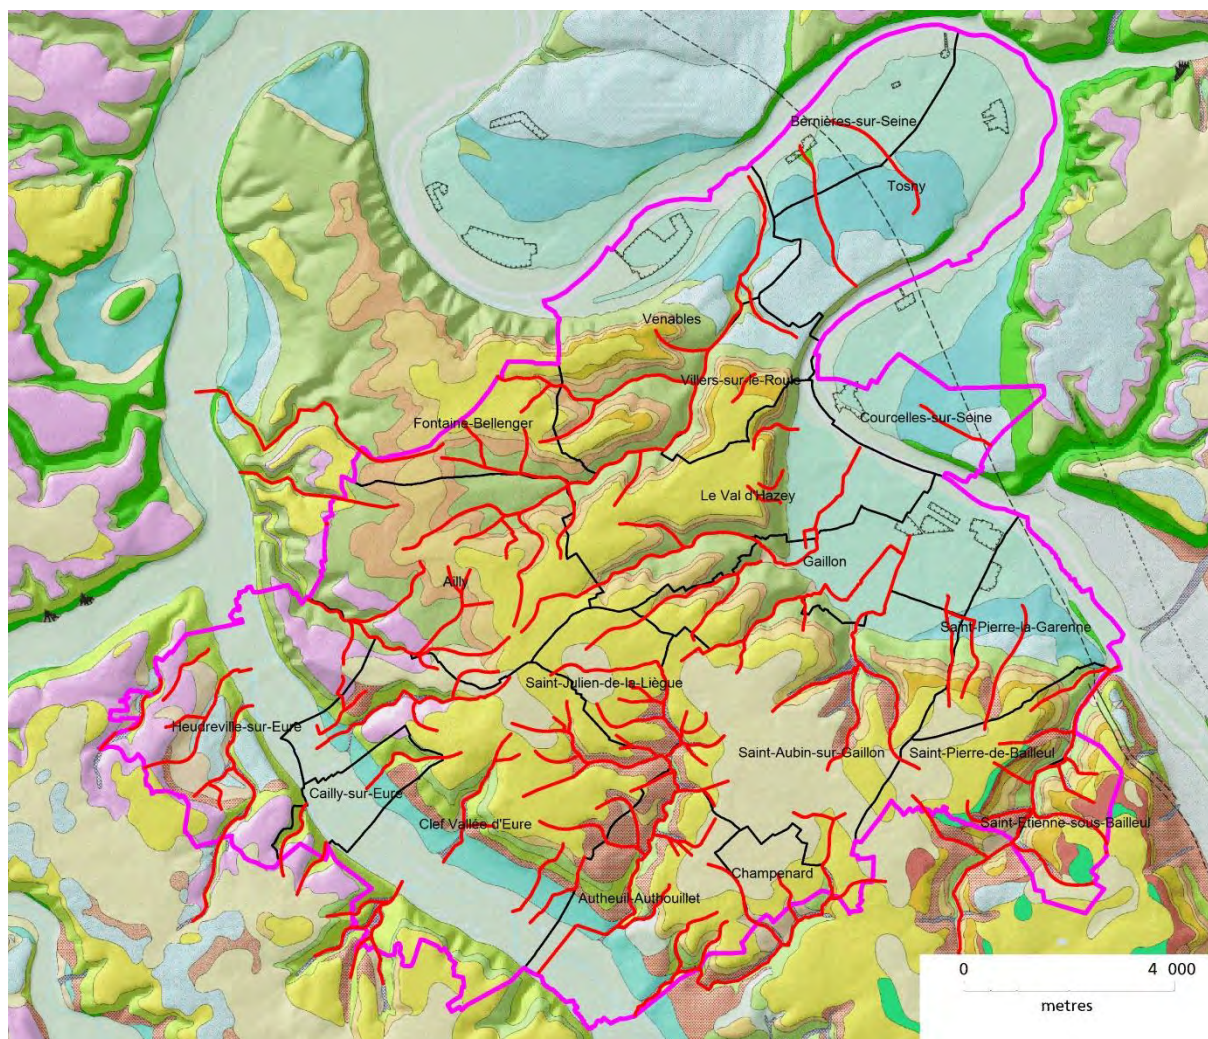 Bernières-sur-Seine
Tosny
Venables
Villers-sur-le-Roule
Courcelles-sur-Seine
Fontaine-Bellenger
Le Val d'Hazey
Gaillon
Ailly
Saint-Pierre-la-Garenne
Saint-Julien-de-la-Liègue
Heudreville-sur-Eure
Saint-Aubin-sur-Gaillon
Saint-Pierre-de-Bailleul
Cailly-sur-Eure
Clef Vallée d'Eure
Saint-Etienne-sous-Bailleul
Champenard
Autheuil-Authouillet
0 4 000
metres